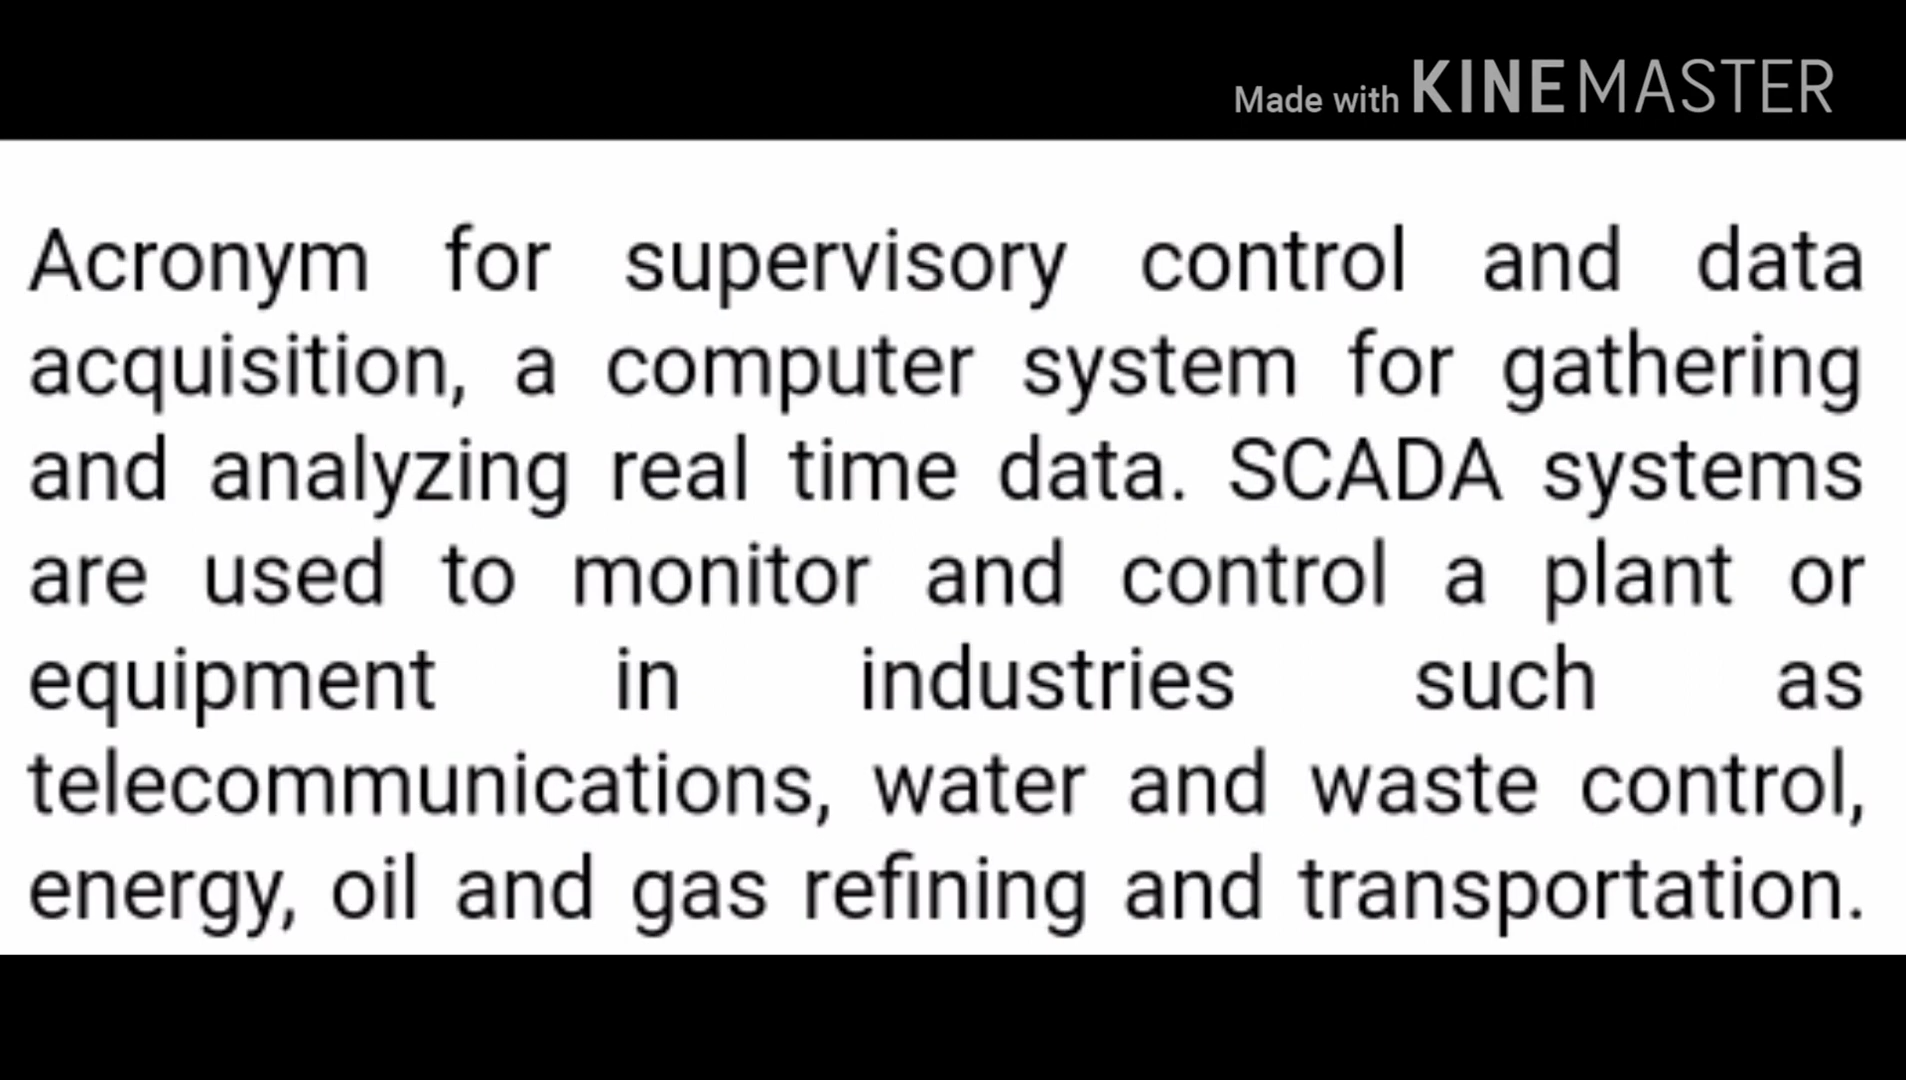 Made with KINEMASTER
Acronym for supervisory control and data
acquisition, a computer system for gathering
and analyzing real time data. SCADA systems
are used to monitor and control a plant or
equipment in industries such as
telecommunications, water and waste control,
energy, oil and gas refining and transportation.